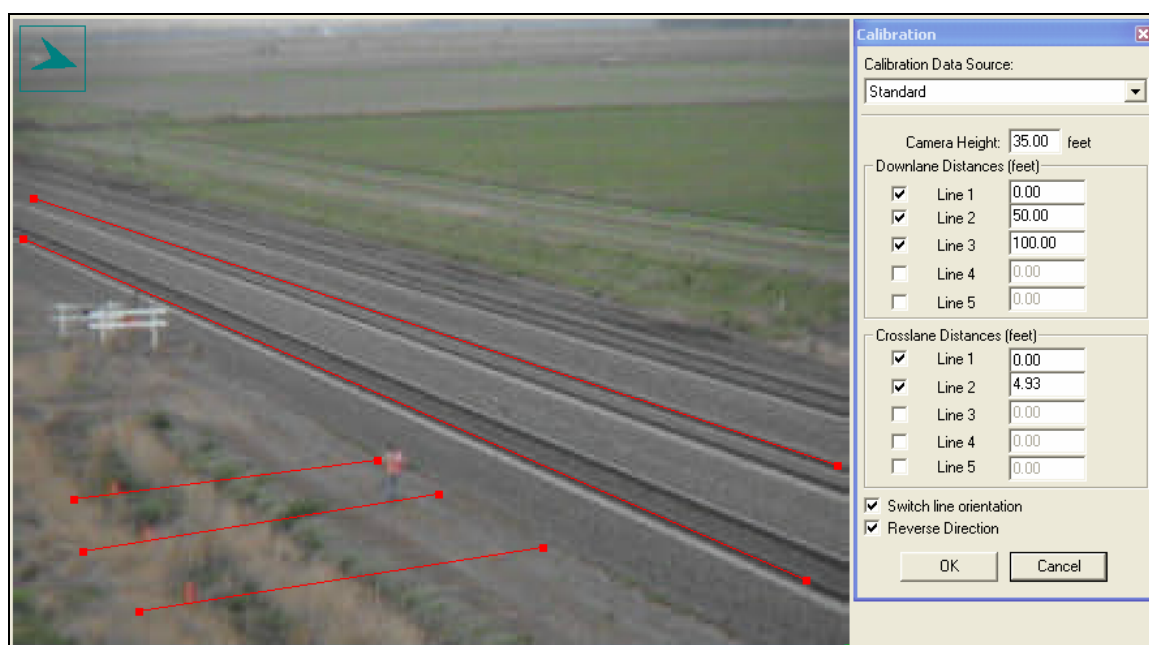 Calibration
Calibration Data Source:
Standard
Camera Height: 35.00 feet
Downlane Distances (feet)
Line 1 0.00
Line 2 50.00
Line 3 100.00
Line 4 0.00
Line 5 0.00
Crosslane Distances (feet)
Line 1 0.00
Line 2 4.93
Line 3 0.00
Line 4 0.00
Line 5 0.00
Switch line orientation
Reverse Direction
OK Cancel